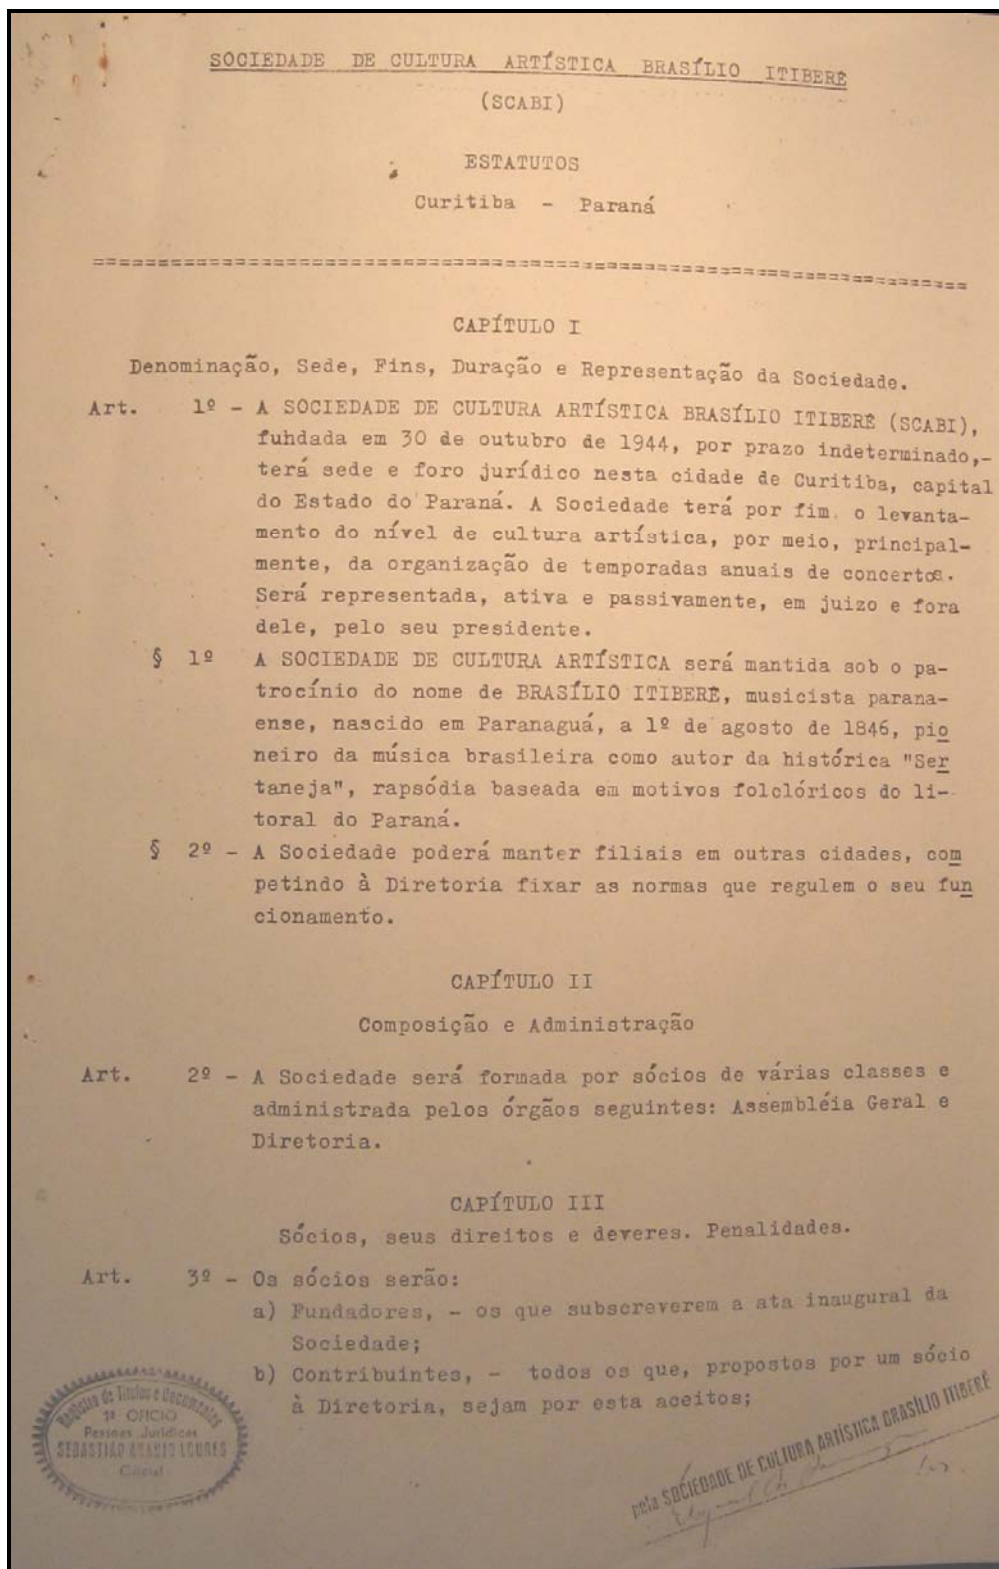 SOCIEDADE DE CULTURA ARTÍSTICA BRASÍLIO ITIBERÊ
(SCABI)
ESTATUTOS
Curitiba - Paraná
===================================================================
CAPÍTULO I
Denominação, Sede, Fins, Duração e Representação da Sociedade.
Art. 1º - A SOCIEDADE DE CULTURA ARTÍSTICA BRASÍLIO ITIBERÊ (SCABI),
fuhdada em 30 de outubro de 1944, por prazo indeterminado,-
terá sede e foro jurídico nesta cidade de Curitiba, capital
do Estado do Paraná. A Sociedade terá por fim o levanta-
mento do nível de cultura artística, por meio, principal-
mente, da organização de temporadas anuais de concertos.
Será representada, ativa e passivamente, em juizo e fora
dele, pelo seu presidente.
§ 1º A SOCIEDADE DE CULTURA ARTÍSTICA será mantida sob o pa-
trocínio do nome de BRASÍLIO ITIBERÊ, musicista parana-
ense, nascido em Paranaguá, a 1º de agosto de 1846, pio
neiro da música brasileira como autor da histórica "Ser
taneja", rapsódia baseada em motivos folclóricos do li-
toral do Paraná.
§ 2º - A Sociedade poderá manter filiais em outras cidades, com
petindo à Diretoria fixar as normas que regulem o seu fun
cionamento.
CAPÍTULO II
Composição e Administração
Art. 2º - A Sociedade será formada por sócios de várias classes e
administrada pelos órgãos seguintes: Assembléia Geral e
Diretoria.
CAPÍTULO III
Sócios, seus direitos e deveres. Penalidades.
Art. 3º - Os sócios serão:
a) Fundadores, - os que subscreverem a ata inaugural da
Sociedade;
b) Contribuintes, - todos os que, propostos por um sócio
à Diretoria, sejam por esta aceitos;
Registro de Títulos e Documentos
1º OFICIO
Pessoas Jurídicas
SEBASTIÃO ARAUJO LOURES
Oficial
pela SOCIEDADE DE CULTURA ARTÍSTICA BRASÍLIO ITIBERÊ